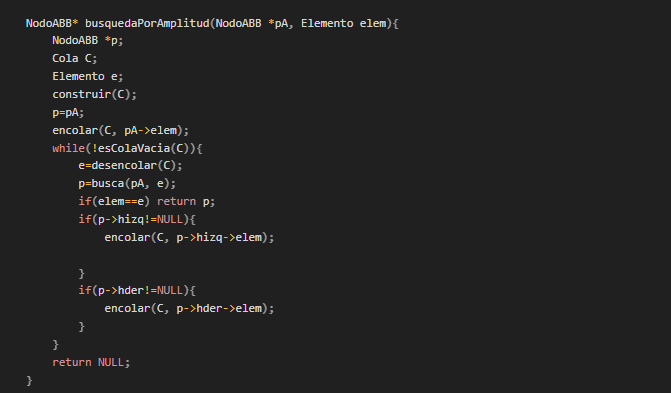 NodoABB* busquedaPorAmplitud(NodoABB *pA, Elemento elem){
    NodoABB *p;
    Cola C;
    Elemento e;
    construir(C);
    p=pA;
    encolar(C, pA->elem);
    while(!esColaVacia(C)){
        e=desencolar(C);
        p=busca(pA, e);
        if(elem==e) return p;
        if(p->hizq!=NULL){
            encolar(C, p->hizq->elem);

        }
        if(p->hder!=NULL){
            encolar(C, p->hder->elem);
        }
    }
    return NULL;
}